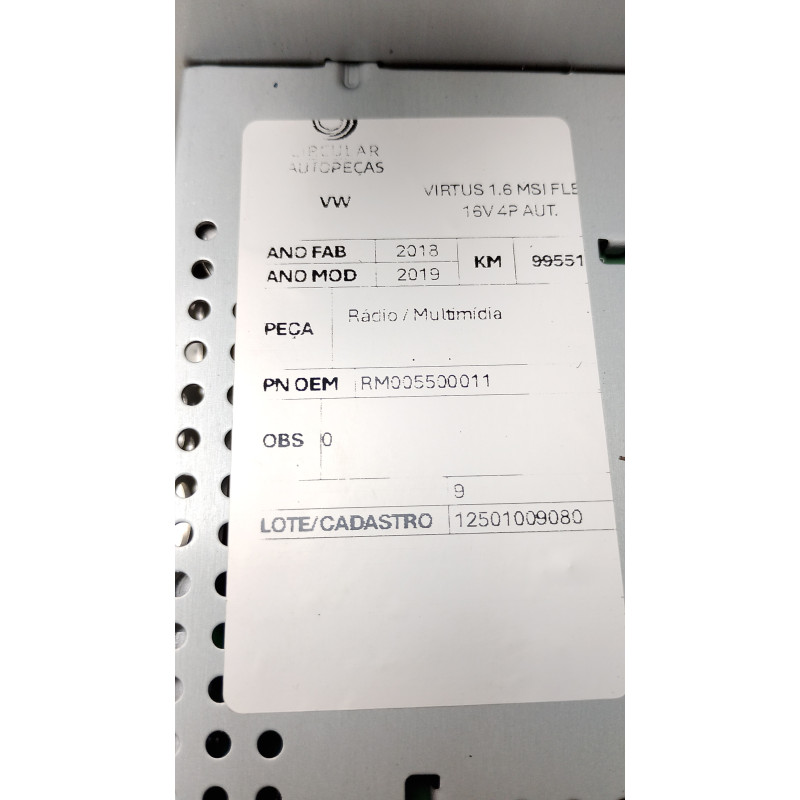 CIRCULAR
AUTOPEÇAS
VW
VIRTUS 1.6 MSI FLE
16V 4P AUT.
ANO FAB 2018
KM 99551
ANO MOD 2019
PEÇA Rádio / Multimídia
PN OEM RM005500011
OBS 0
9
LOTE/CADASTRO 12501009080